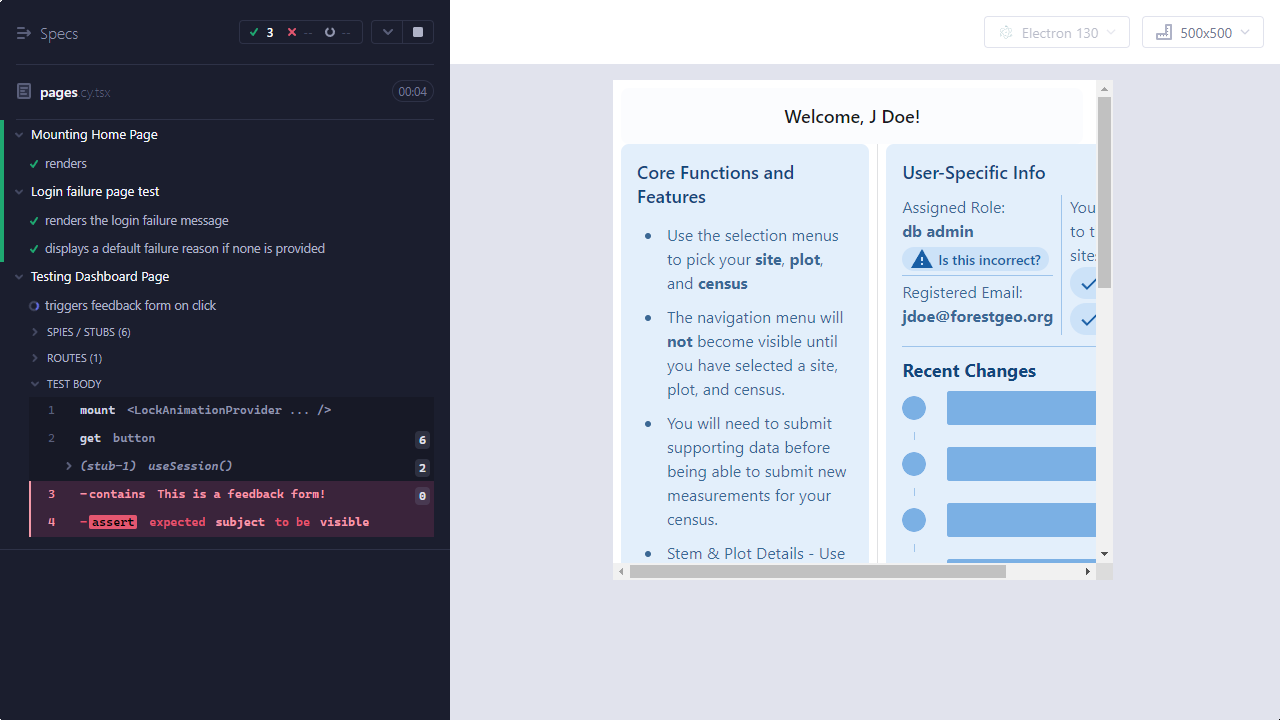 Specs
3
--
--
Electron 130
500x500
pages.cy.tsx
00:04
Mounting Home Page
renders
Login failure page test
renders the login failure message
displays a default failure reason if none is provided
Testing Dashboard Page
triggers feedback form on click
SPIES / STUBS (6)
ROUTES (1)
TEST BODY
1 mount <LockAnimationProvider ... />
2 get button 6
(stub-1) useSession() 2
3 -contains This is a feedback form! 0
4 -assert expected subject to be visible
Welcome, J Doe!
Core Functions and
Features
• Use the selection menus
to pick your site, plot,
and census
• The navigation menu will
not become visible until
you have selected a site,
plot, and census.
• You will need to submit
supporting data before
being able to submit new
measurements for your
census.
• Stem & Plot Details - Use
User-Specific Info
Assigned Role:
db admin
Is this incorrect?
Registered Email:
jdoe@forestgeo.org
You
to t
site
Recent Changes